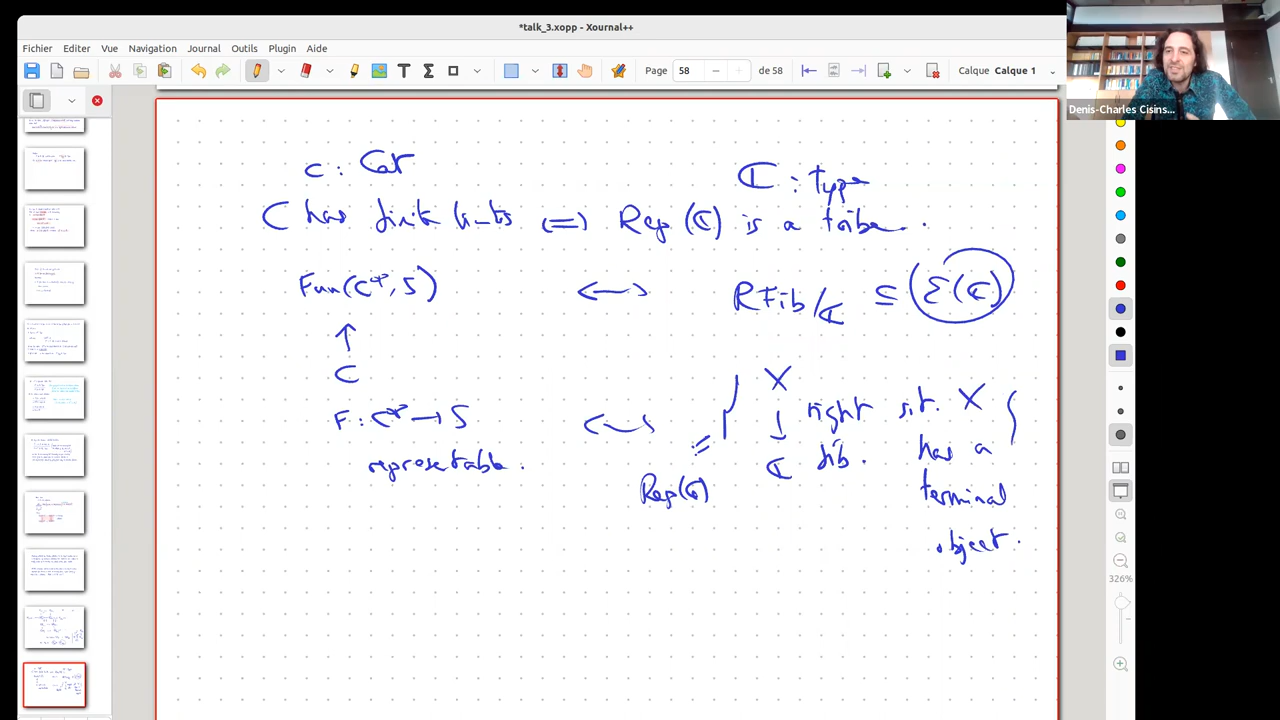 *talk_3.xopp - Xournal++
Fichier Editer Vue Navigation Journal Outils Plugin Aide
Page 58 de 58 Calque Calque 1
Denis-Charles Cisins...
C : Cat
ℂ : type
C has finite limits ⟺ Rep(ℂ) is a tribe.
Fun(C^op, S) ⟷ RFib/ℂ ⊆ (Ɛ(ℂ))
↑
C
F : C^op → S ⟷ { X ↓ ℂ right fib. s.t. X has a terminal object. }
representable.
= Rep(ℂ)
326%